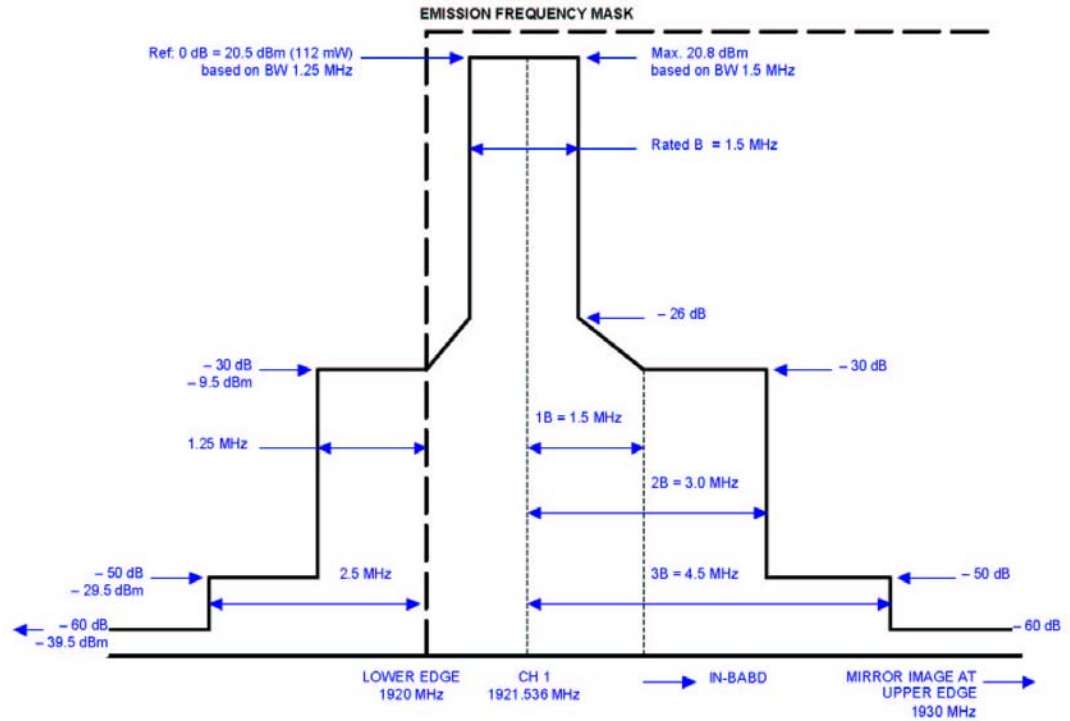 EMISSION FREQUENCY MASK
Ref: 0 dB = 20.5 dBm (112 mW)
based on BW 1.25 MHz
Max. 20.8 dBm
based on BW 1.5 MHz
Rated B = 1.5 MHz
– 26 dB
– 30 dB
– 9.5 dBm
– 30 dB
1B = 1.5 MHz
1.25 MHz
2B = 3.0 MHz
– 50 dB
– 29.5 dBm
2.5 MHz
3B = 4.5 MHz
– 50 dB
– 60 dB
– 39.5 dBm
– 60 dB
LOWER EDGE
1920 MHz
CH 1
1921.536 MHz
IN-BABD
MIRROR IMAGE AT
UPPER EDGE
1930 MHz